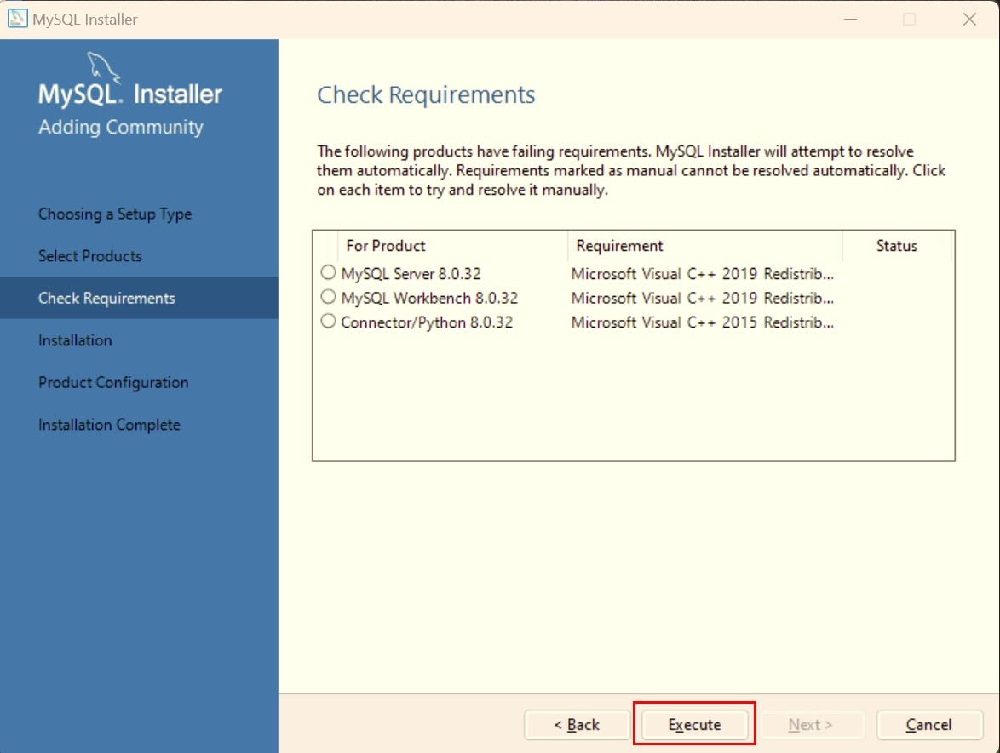 MySQL Installer
MySQL. Installer
Adding Community
Choosing a Setup Type
Select Products
Check Requirements
Installation
Product Configuration
Installation Complete
Check Requirements
The following products have failing requirements. MySQL Installer will attempt to resolve
them automatically. Requirements marked as manual cannot be resolved automatically. Click
on each item to try and resolve it manually.
For Product Requirement Status
MySQL Server 8.0.32 Microsoft Visual C++ 2019 Redistrib...
MySQL Workbench 8.0.32 Microsoft Visual C++ 2019 Redistrib...
Connector/Python 8.0.32 Microsoft Visual C++ 2015 Redistrib...
< Back Execute Next > Cancel